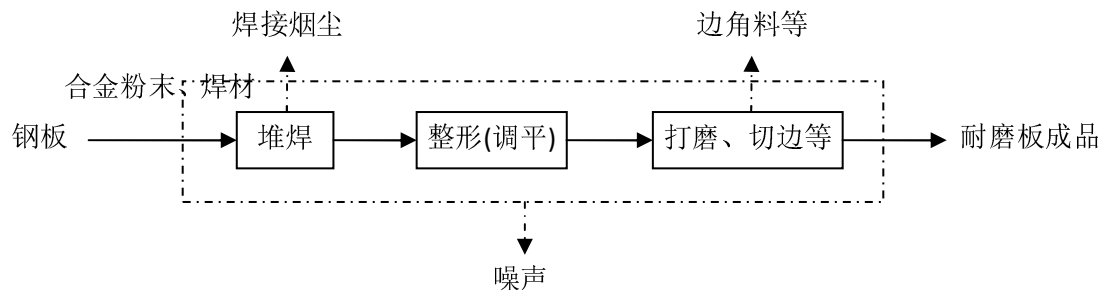 焊接烟尘
边角料等
合金粉末、焊材
钢板
堆焊
整形(调平)
打磨、切边等
耐磨板成品
噪声